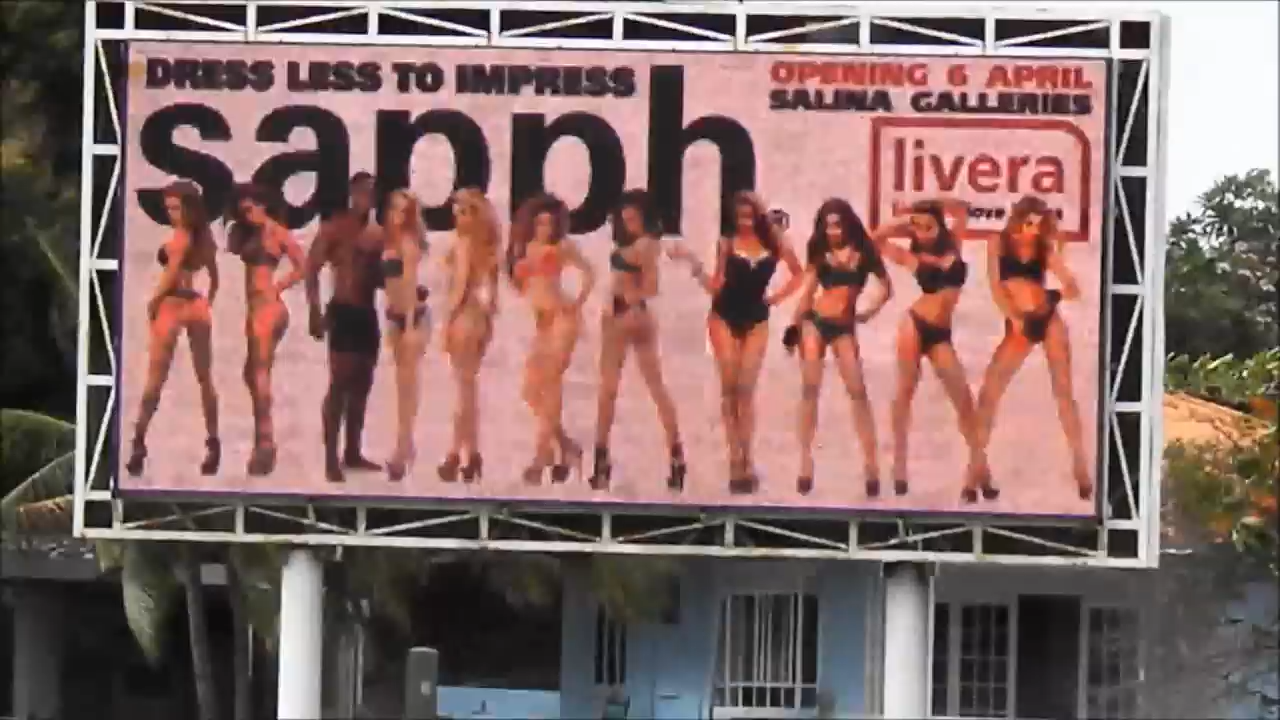 DRESS LESS TO IMPRESS
sapph
OPENING 6 APRIL
SALINA GALLERIES
livera